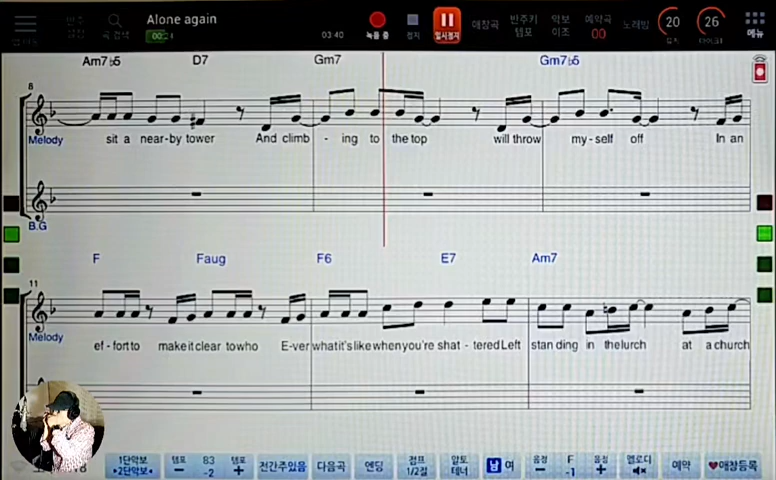 Alone again
곡 검색
00:21
03:40
녹음 중
정지
일시정지
애창곡
반주기
템포
악보
이즈
예약곡
00
노래방
20
26
메뉴
Am7♭5 D7 Gm7 Gm7♭5
8
Melody sit a near-by tower And climb - ing to the top will throw my-self off In an
B.G
F Faug F6 E7 Am7
11
Melody ef-fort to make it clear to who E-ver what it's like when you're shat - tered Left stan ding in the lurch at a church
1단악보
•2단악보•
템포 83 템포
− -2 +
전간주있음
다음곡
엔딩
점프
1/2절
알토
테너
남 여
음정 F 음정
− -1 +
멜로디
예약
♥애창등록